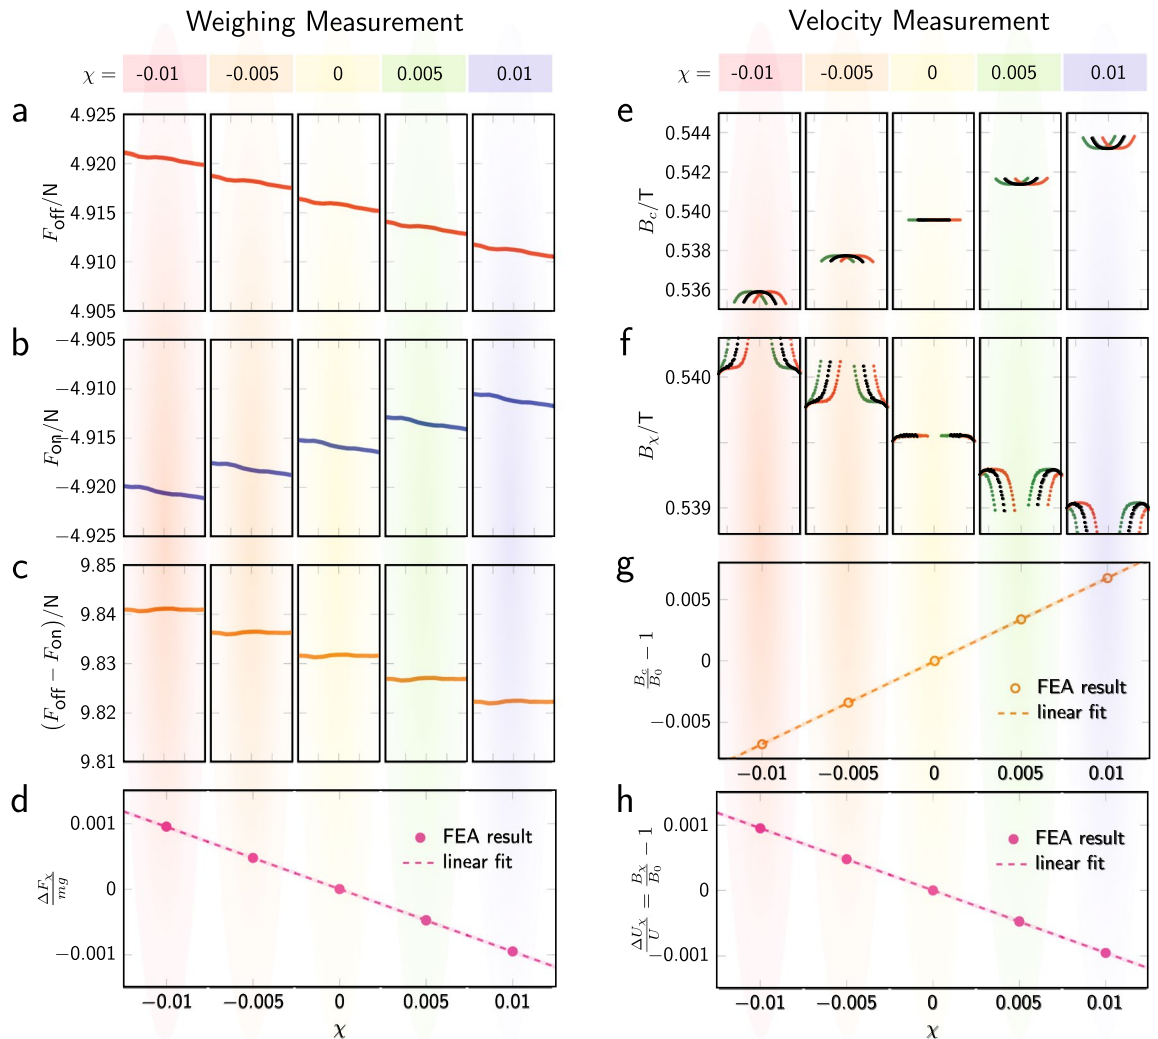 Weighing Measurement
χ = -0.01 -0.005 0 0.005 0.01
a
F_off/N
4.925
4.920
4.915
4.910
4.905
b
F_on/N
−4.905
−4.910
−4.915
−4.920
−4.925
c
(F_off − F_on)/N
9.85
9.84
9.83
9.82
9.81
d
ΔF_χ/mg
0.001
0
−0.001
FEA result
linear fit
−0.01 −0.005 0 0.005 0.01
χ
Velocity Measurement
χ = -0.01 -0.005 0 0.005 0.01
e
B_c/T
0.544
0.542
0.540
0.538
0.536
f
B_χ/T
0.540
0.539
g
B_c/B_0 − 1
0.005
0
−0.005
FEA result
linear fit
−0.01 −0.005 0 0.005 0.01
h
ΔU_χ/U = B_χ/B_0 − 1
0.001
0
−0.001
FEA result
linear fit
−0.01 −0.005 0 0.005 0.01
χ